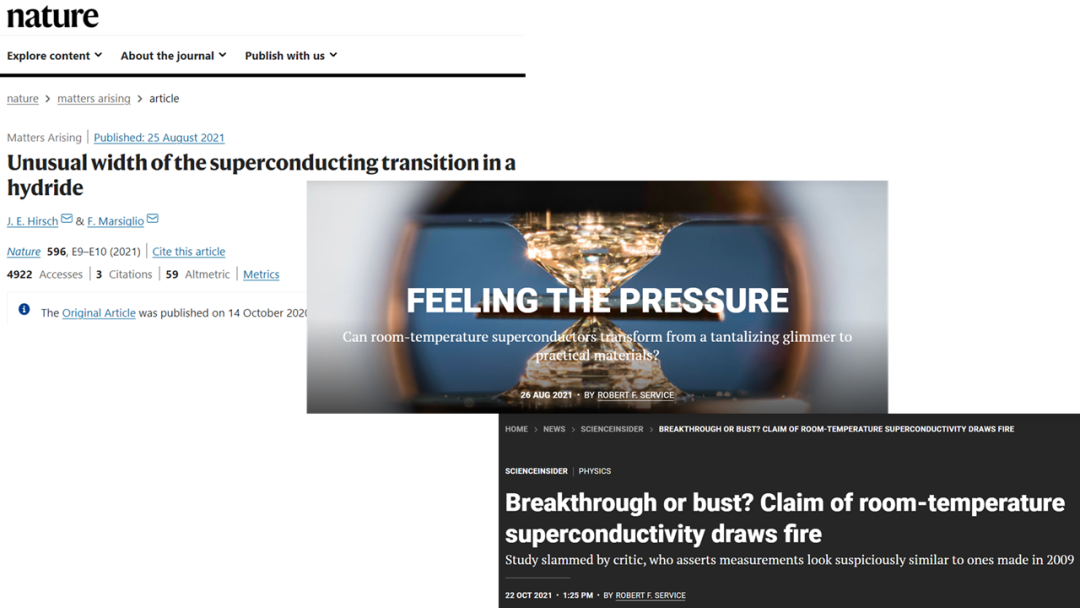 nature
Explore content
About the journal
Publish with us
nature > matters arising > article
Matters Arising | Published: 25 August 2021
Unusual width of the superconducting transition in a
hydride
J. E. Hirsch & F. Marsiglio
Nature 596, E9–E10 (2021) | Cite this article
4922 Accesses | 3 Citations | 59 Altmetric | Metrics
The Original Article was published on 14 October 2020
FEELING THE PRESSURE
Can room-temperature superconductors transform from a tantalizing glimmer to
practical materials?
26 AUG 2021 • BY ROBERT F. SERVICE
HOME > NEWS > SCIENCEINSIDER > BREAKTHROUGH OR BUST? CLAIM OF ROOM-TEMPERATURE SUPERCONDUCTIVITY DRAWS FIRE
SCIENCEINSIDER | PHYSICS
Breakthrough or bust? Claim of room-temperature
superconductivity draws fire
Study slammed by critic, who asserts measurements look suspiciously similar to ones made in 2009
22 OCT 2021 • 1:25 PM • BY ROBERT F. SERVICE